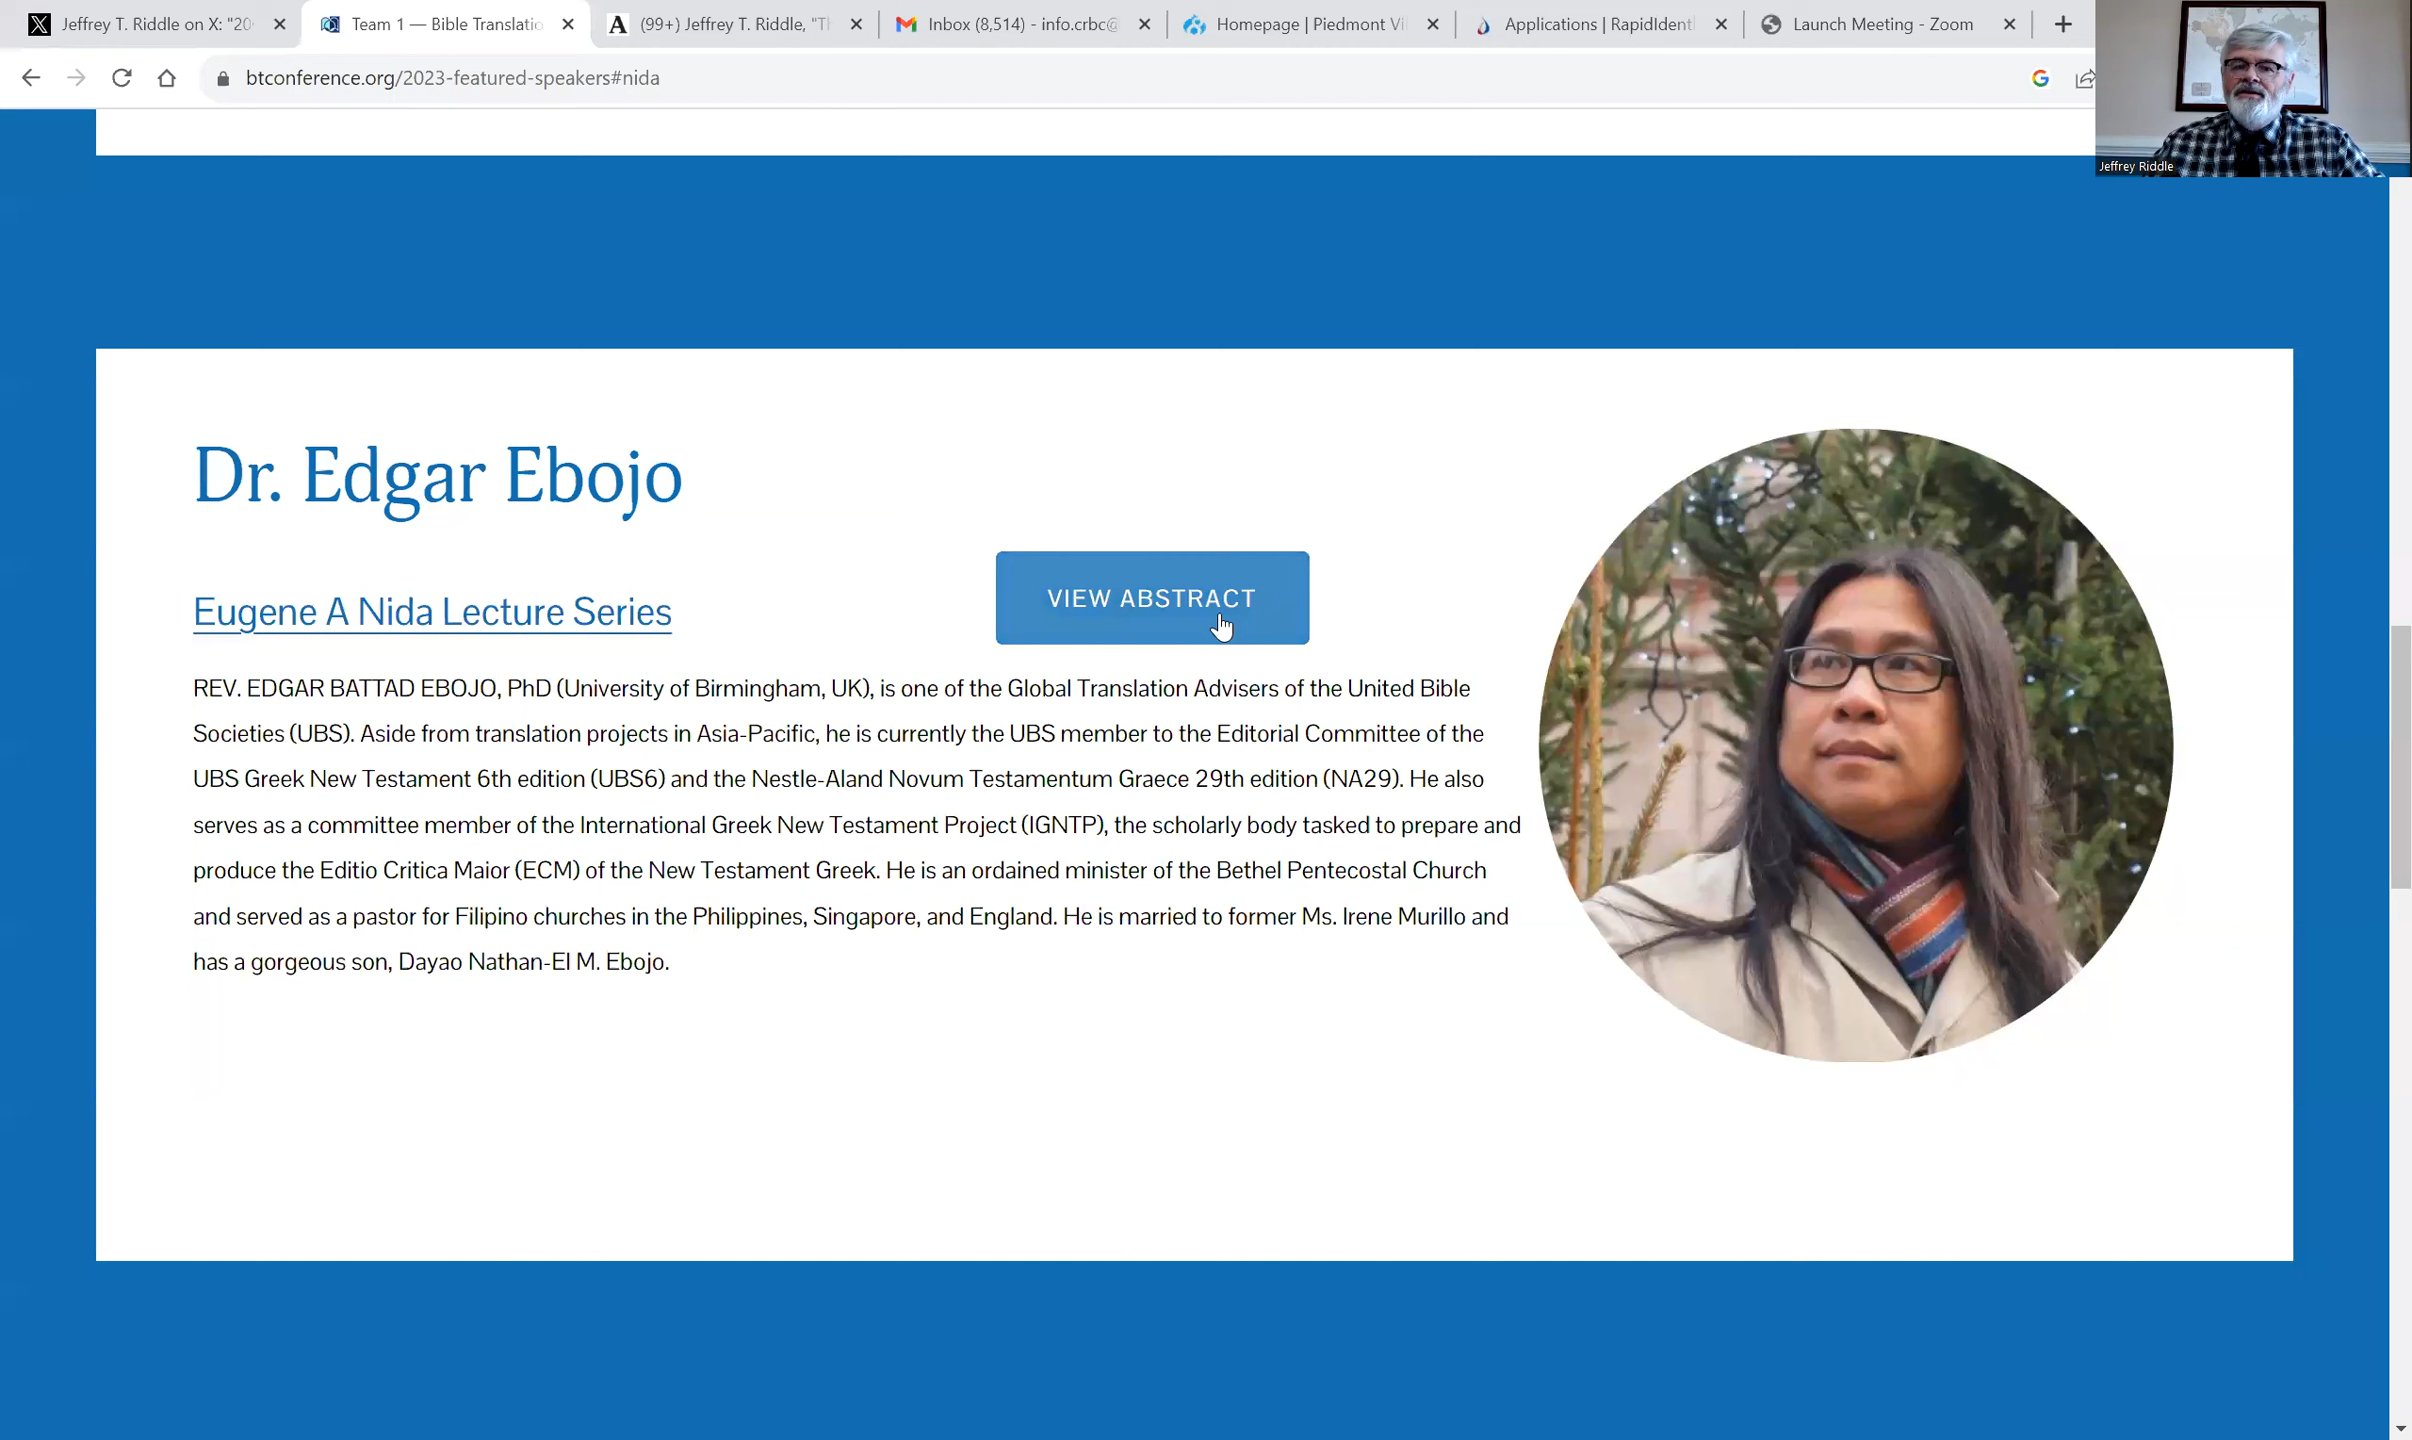 Jeffrey T. Riddle on X: "20
Team 1 — Bible Translatio
(99+) Jeffrey T. Riddle, "Th
Inbox (8,514) - info.crbc@
Homepage | Piedmont Vi
Applications | RapidIdent
Launch Meeting - Zoom
btconference.org/2023-featured-speakers#nida
Jeffrey Riddle
Dr. Edgar Ebojo
Eugene A Nida Lecture Series
VIEW ABSTRACT
REV. EDGAR BATTAD EBOJO, PhD (University of Birmingham, UK), is one of the Global Translation Advisers of the United Bible
Societies (UBS). Aside from translation projects in Asia-Pacific, he is currently the UBS member to the Editorial Committee of the
UBS Greek New Testament 6th edition (UBS6) and the Nestle-Aland Novum Testamentum Graece 29th edition (NA29). He also
serves as a committee member of the International Greek New Testament Project (IGNTP), the scholarly body tasked to prepare and
produce the Editio Critica Maior (ECM) of the New Testament Greek. He is an ordained minister of the Bethel Pentecostal Church
and served as a pastor for Filipino churches in the Philippines, Singapore, and England. He is married to former Ms. Irene Murillo and
has a gorgeous son, Dayao Nathan-El M. Ebojo.